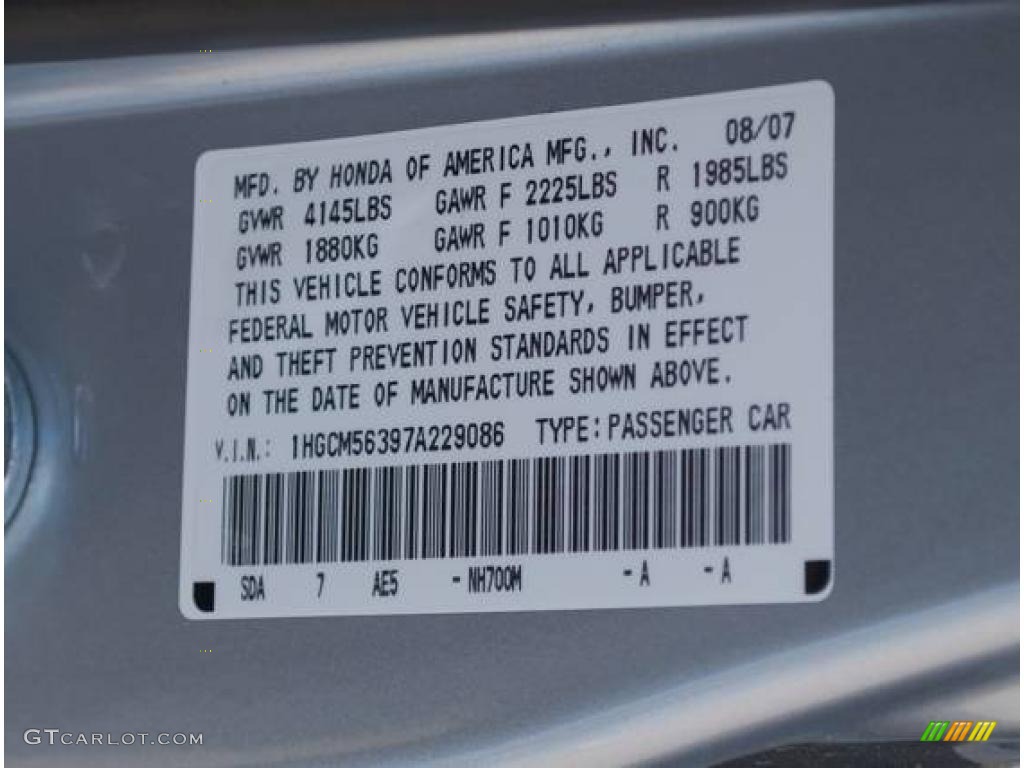 MFD. BY HONDA OF AMERICA MFG., INC. 08/07
GVWR 4145LBS GAWR F 2225LBS R 1985LBS
GVWR 1880KG GAWR F 1010KG R 900KG
THIS VEHICLE CONFORMS TO ALL APPLICABLE
FEDERAL MOTOR VEHICLE SAFETY, BUMPER,
AND THEFT PREVENTION STANDARDS IN EFFECT
ON THE DATE OF MANUFACTURE SHOWN ABOVE.
V.I.N.: 1HGCM56397A229086 TYPE:PASSENGER CAR
SDA 7 AE5 -NH700M -A -A
GTCARLOT.COM